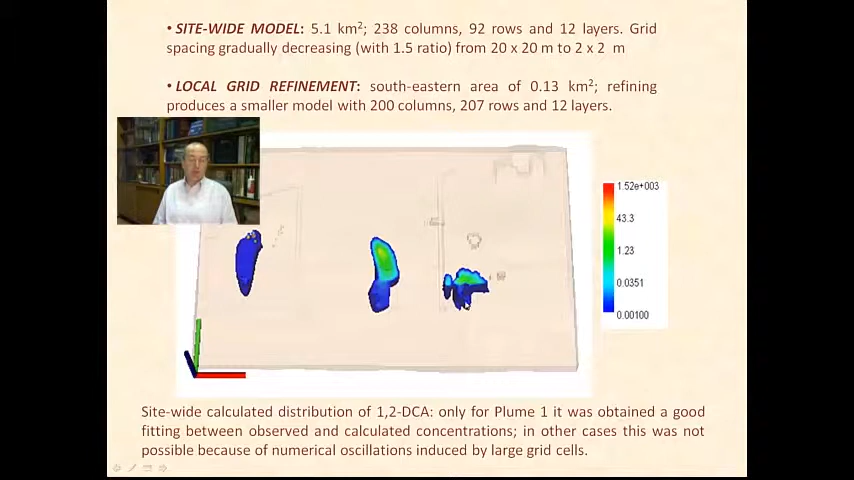 • SITE-WIDE MODEL: 5.1 km²; 238 columns, 92 rows and 12 layers. Grid
spacing gradually decreasing (with 1.5 ratio) from 20 x 20 m to 2 x 2 m
• LOCAL GRID REFINEMENT: south-eastern area of 0.13 km²; refining
produces a smaller model with 200 columns, 207 rows and 12 layers.
1.52e+003
43.3
1.23
0.0351
0.00100
Site-wide calculated distribution of 1,2-DCA: only for Plume 1 it was obtained a good
fitting between observed and calculated concentrations; in other cases this was not
possible because of numerical oscillations induced by large grid cells.